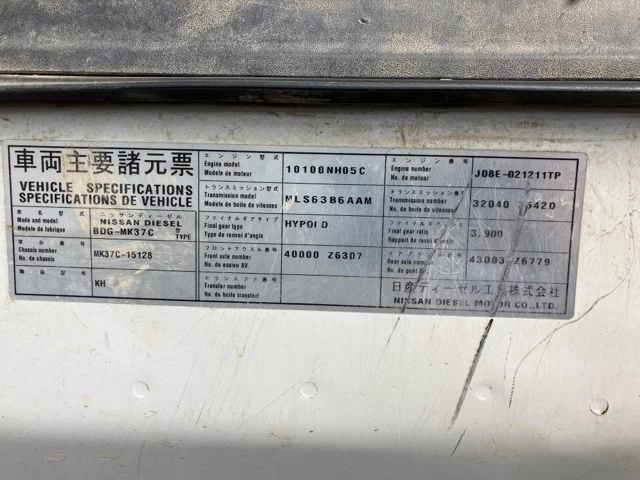 車両主要諸元票
VEHICLE SPECIFICATIONS
SPECIFICATIONS DE VEHICLE
Make and model
Modele de fabrique
ニッサンディーゼル
NISSAN DIESEL
BDG-MK37C
型式
TYPE
Chassis number
No. de chassis
MK37C-15128
KH
エンジン型式
Engine model
Modele de moteur
10100NH05C
トランスミッション型式
Transmission model
Modele de boite de vitesses
MLS63B6AAM
ファイナルギアタイプ
Final gear type
Type de renvoi d'angle
HYPOID
フロントアクスル番号
Front axle number
No. de essieu AV.
40000 Z6307
トランスファ番号
Transfer number
No. de boite transfert
エンジン番号
Engine number
No. de moteur
J08E-021211TP
トランスミッション番号
Transmission number
No. de boite de vitesses
32040 5420
ファイナルギア
Final gear ratio
Rapport de renvoi d'angle
3.900
Rear axle number
No. de pont
43003-Z6779
日産ディーゼル工業株式会社
NISSAN DIESEL MOTOR CO.,LTD.